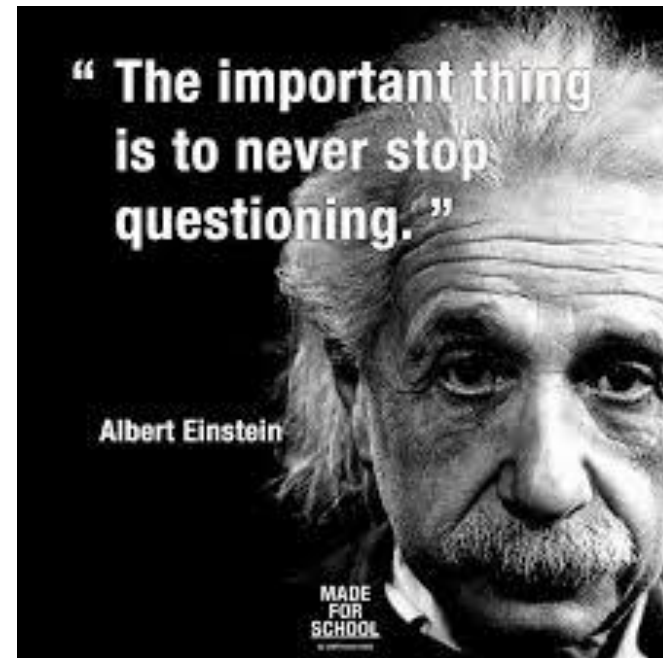 “ The important thing
is to never stop
questioning. ”
Albert Einstein
MADE
FOR
SCHOOL